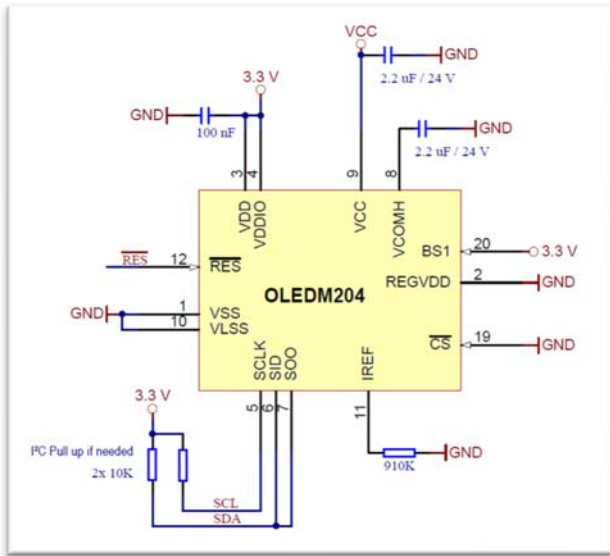 VCC
GND
2.2 uF / 24 V
3.3 V
GND
100 nF
GND
2.2 uF / 24 V
3
4
9
8
VDD
VDDIO
VCC
VCOMH
BS1
20
3.3 V
RES
12
RES
REGVDD
2
GND
OLEDM204
GND
1
VSS
10
VLSS
CS
19
GND
SCLK
SID
SOO
IREF
5
6
7
11
3.3 V
I²C Pull up if needed
2x 10K
910K
GND
SCL
SDA